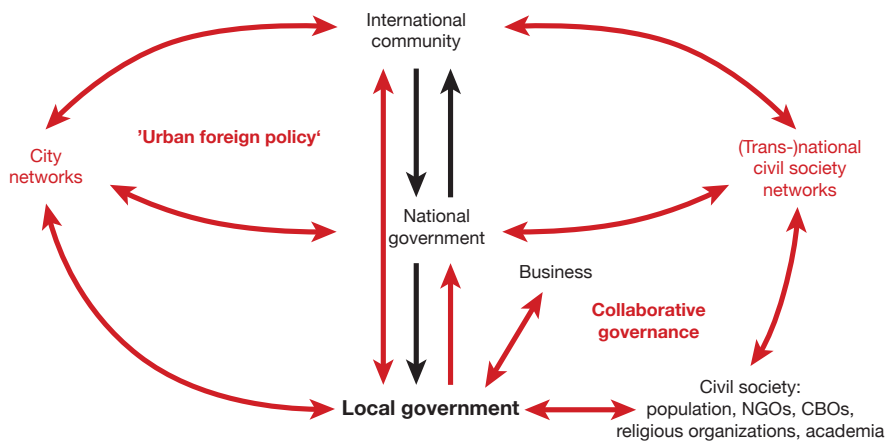 International
community
'Urban foreign policy'
City
networks
(Trans-)national
civil society
networks
National
government
Business
Collaborative
governance
Local government
Civil society:
population, NGOs, CBOs,
religious organizations, academia